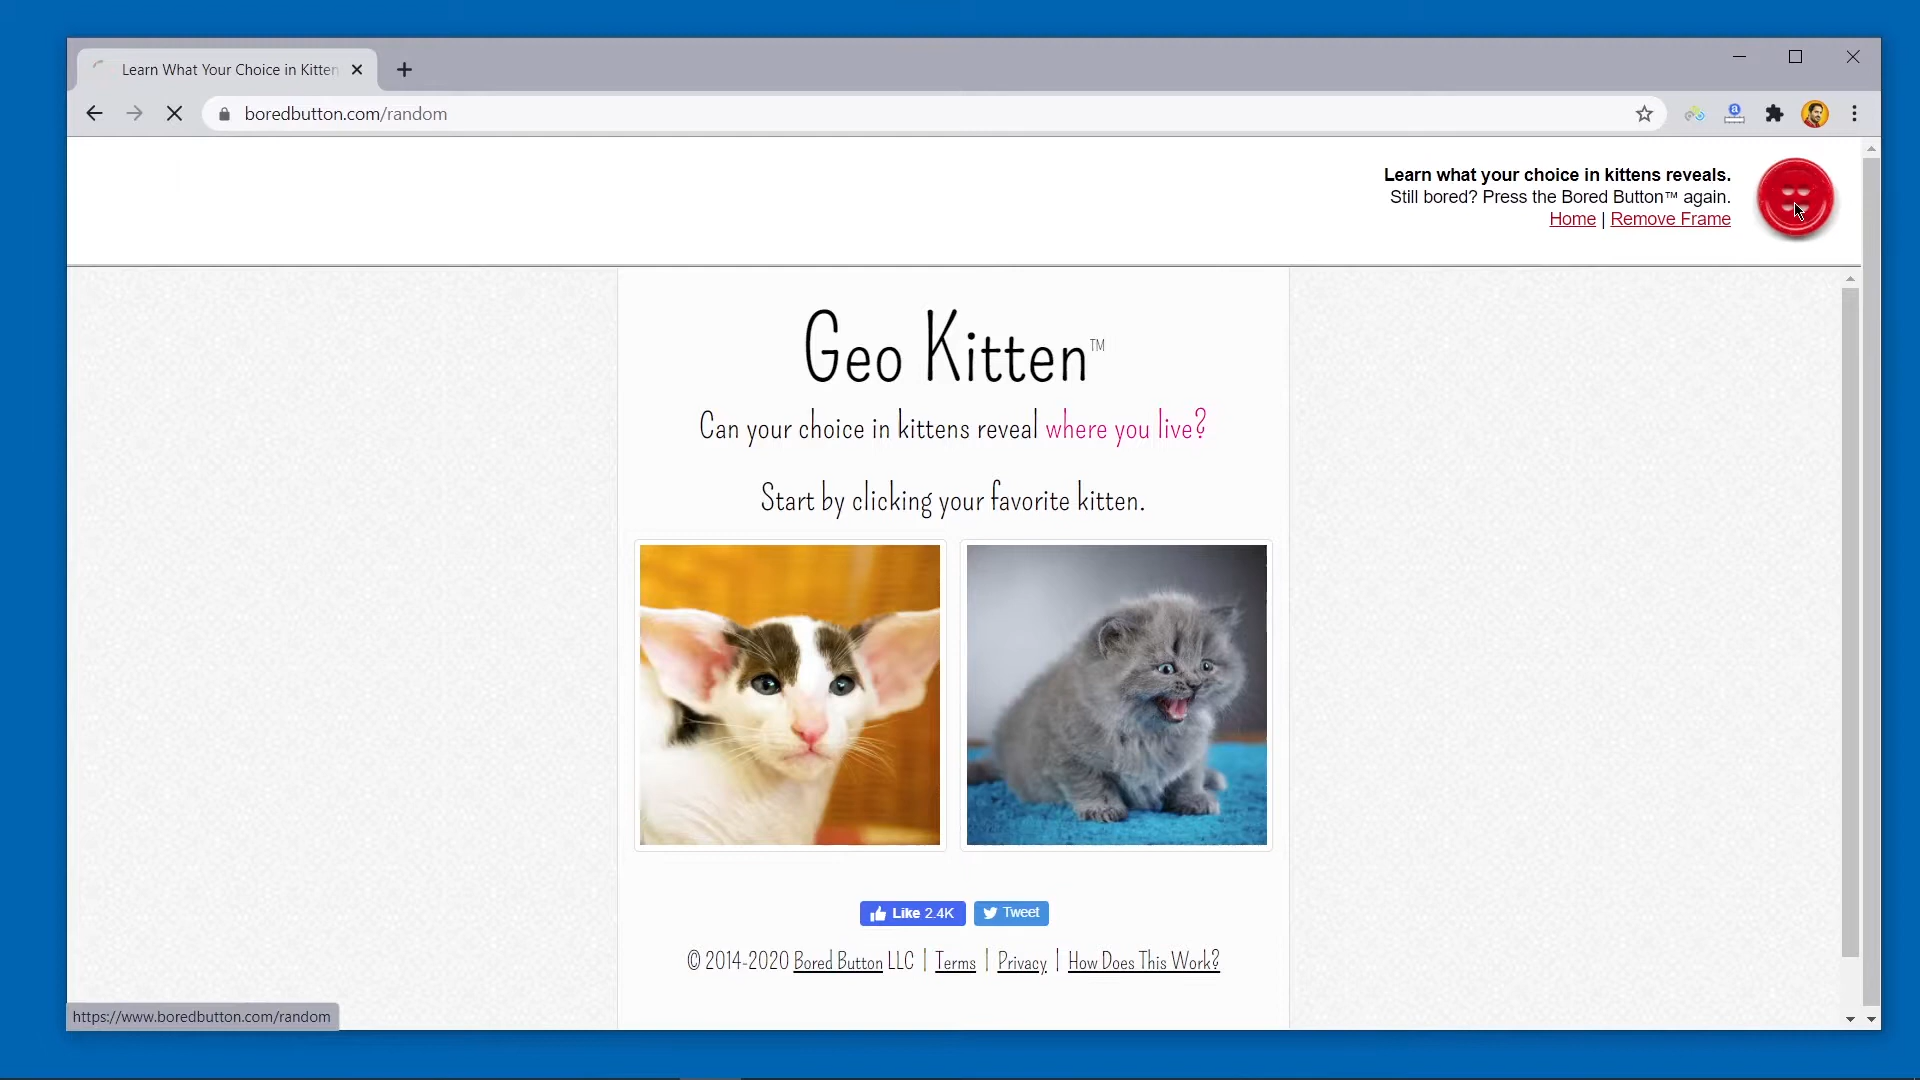 Learn What Your Choice in Kitten
boredbutton.com/random
Learn what your choice in kittens reveals.
Still bored? Press the Bored Button™ again.
Home | Remove Frame
Geo Kitten™
Can your choice in kittens reveal where you live?
Start by clicking your favorite kitten.
Like 2.4K
Tweet
© 2014-2020 Bored Button LLC | Terms | Privacy | How Does This Work?
https://www.boredbutton.com/random